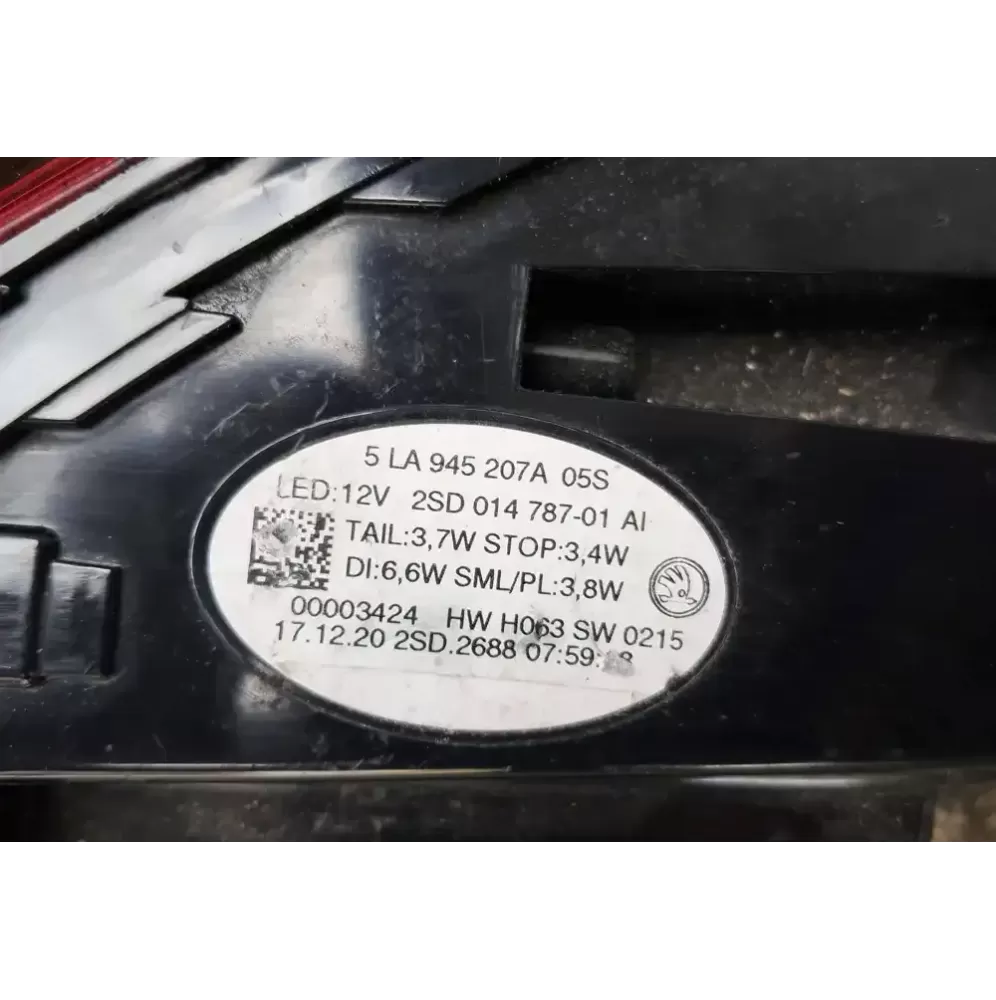 5 LA 945 207A 05S
LED:12V 2SD 014 787-01 AI
TAIL:3,7W STOP:3,4W
DI:6,6W SML/PL:3,8W
00003424 HW H063 SW 0215
17.12.20 2SD.2688